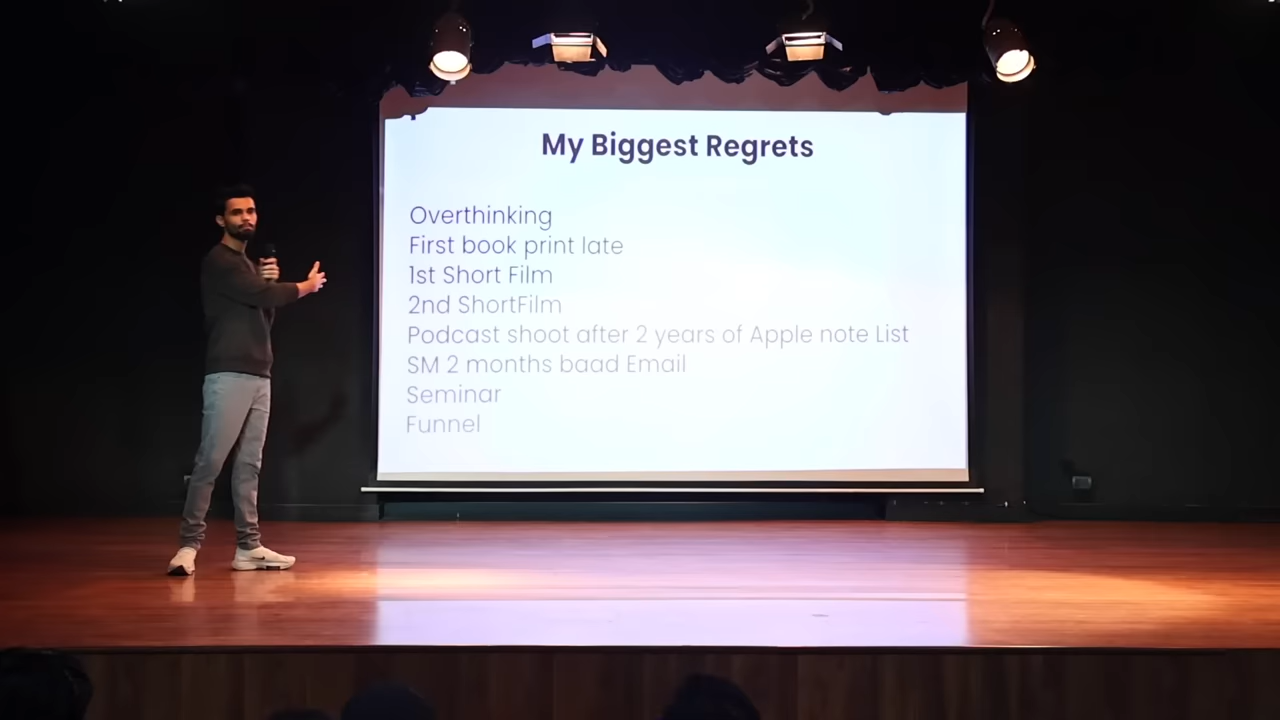 My Biggest Regrets
Overthinking
First book print late
1st Short Film
2nd ShortFilm
Podcast shoot after 2 years of Apple note List
SM 2 months baad Email
Seminar
Funnel